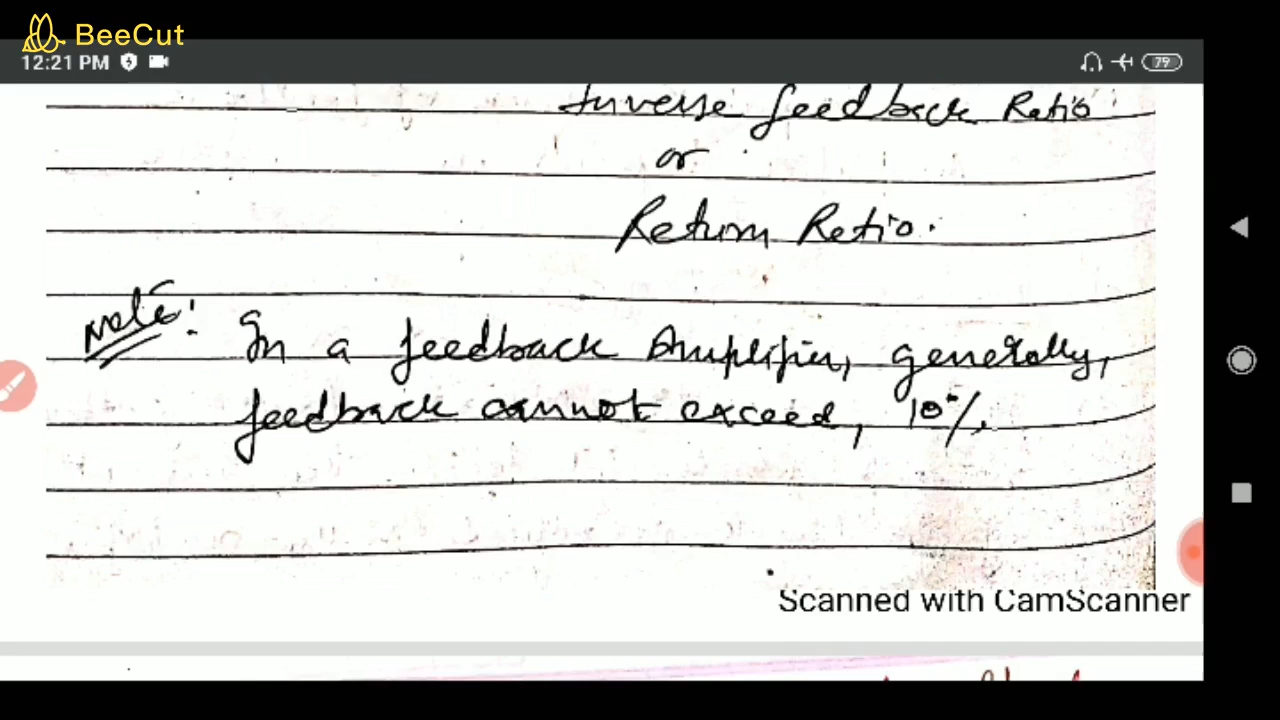 BeeCut
12:21 PM
79
Inverse feedback Ratio
or
Return Ratio.
Note:
In a feedback Amplifier, generally,
feedback cannot exceed, 10%.
Scanned with CamScanner